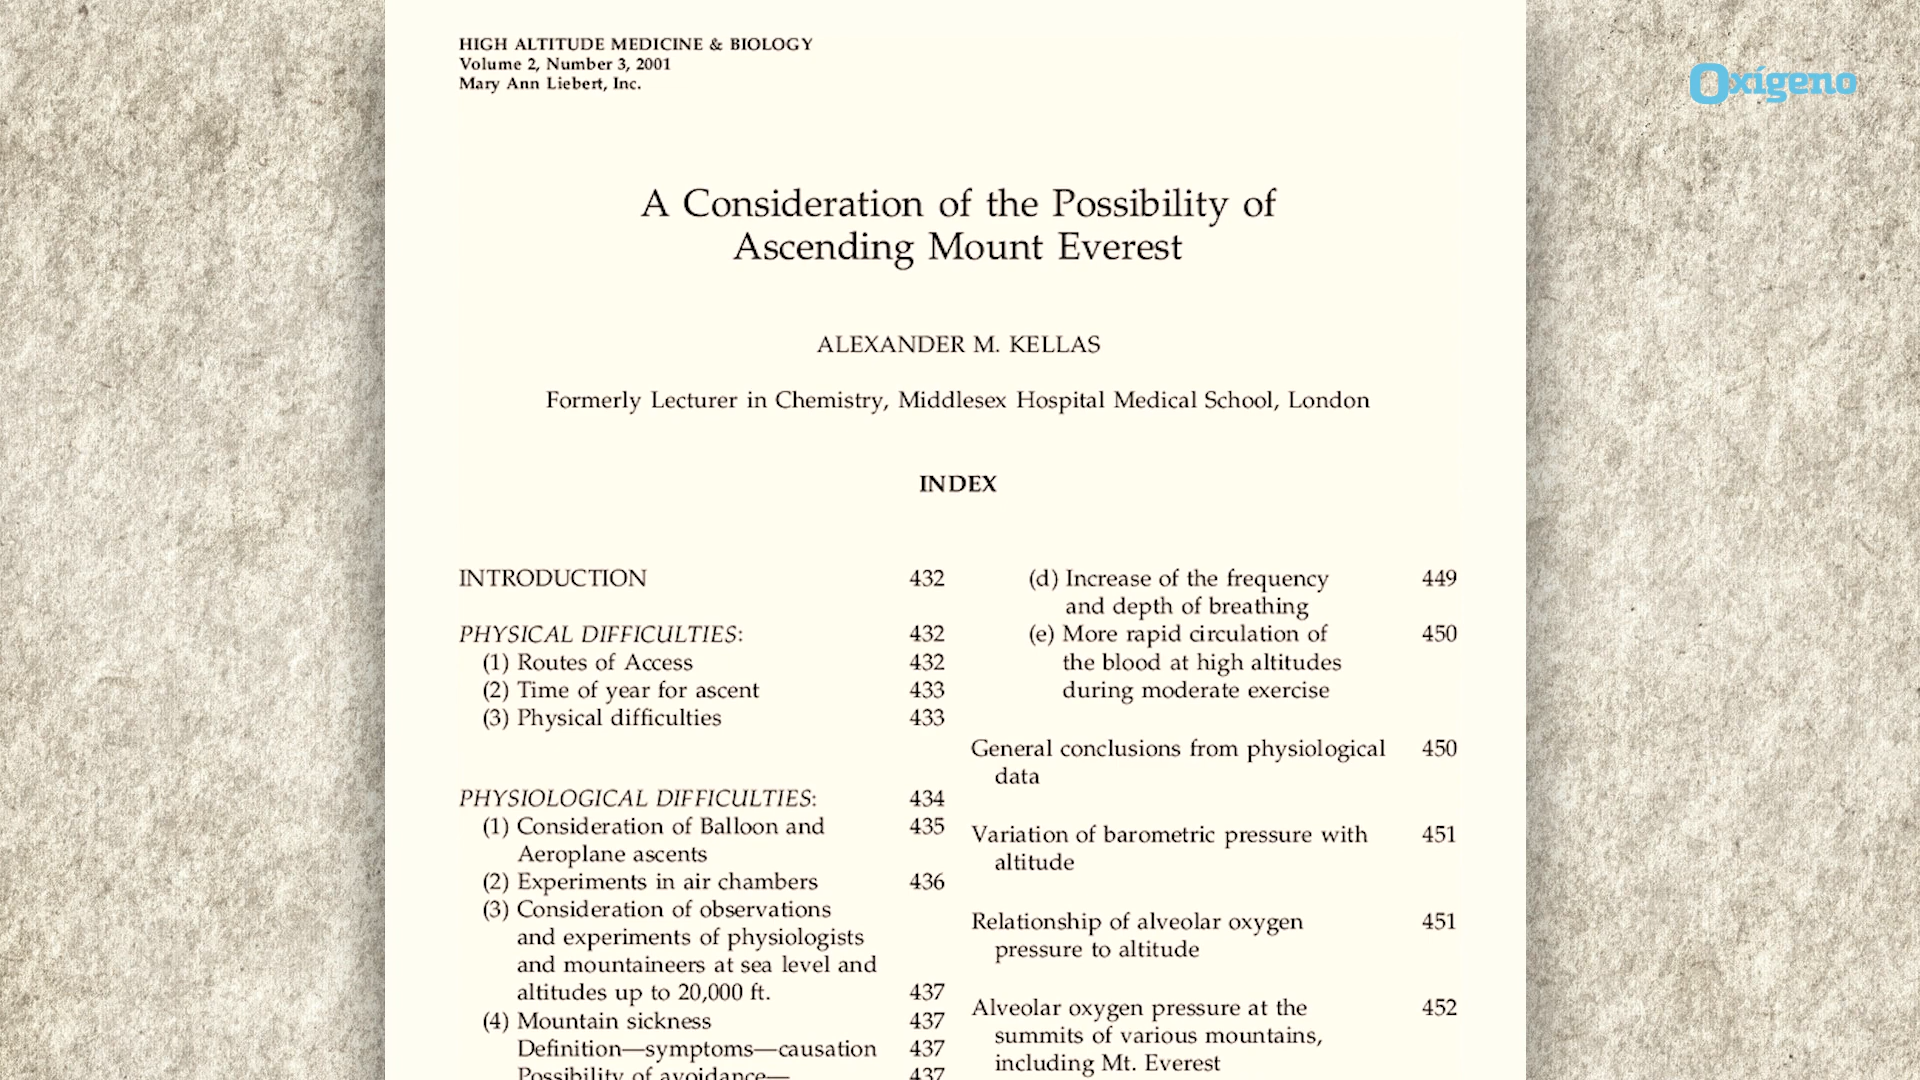 HIGH ALTITUDE MEDICINE & BIOLOGY
Volume 2, Number 3, 2001
Mary Ann Liebert, Inc.
Oxígeno
A Consideration of the Possibility of
Ascending Mount Everest
ALEXANDER M. KELLAS
Formerly Lecturer in Chemistry, Middlesex Hospital Medical School, London
INDEX
INTRODUCTION 432
PHYSICAL DIFFICULTIES: 432
(1) Routes of Access 432
(2) Time of year for ascent 433
(3) Physical difficulties 433
PHYSIOLOGICAL DIFFICULTIES: 434
(1) Consideration of Balloon and 435
Aeroplane ascents
(2) Experiments in air chambers 436
(3) Consideration of observations
and experiments of physiologists
and mountaineers at sea level and
altitudes up to 20,000 ft. 437
(4) Mountain sickness 437
Definition—symptoms—causation 437
Possibility of avoidance— 437
(d) Increase of the frequency 449
and depth of breathing
(e) More rapid circulation of 450
the blood at high altitudes
during moderate exercise
General conclusions from physiological 450
data
Variation of barometric pressure with 451
altitude
Relationship of alveolar oxygen 451
pressure to altitude
Alveolar oxygen pressure at the 452
summits of various mountains,
including Mt. Everest